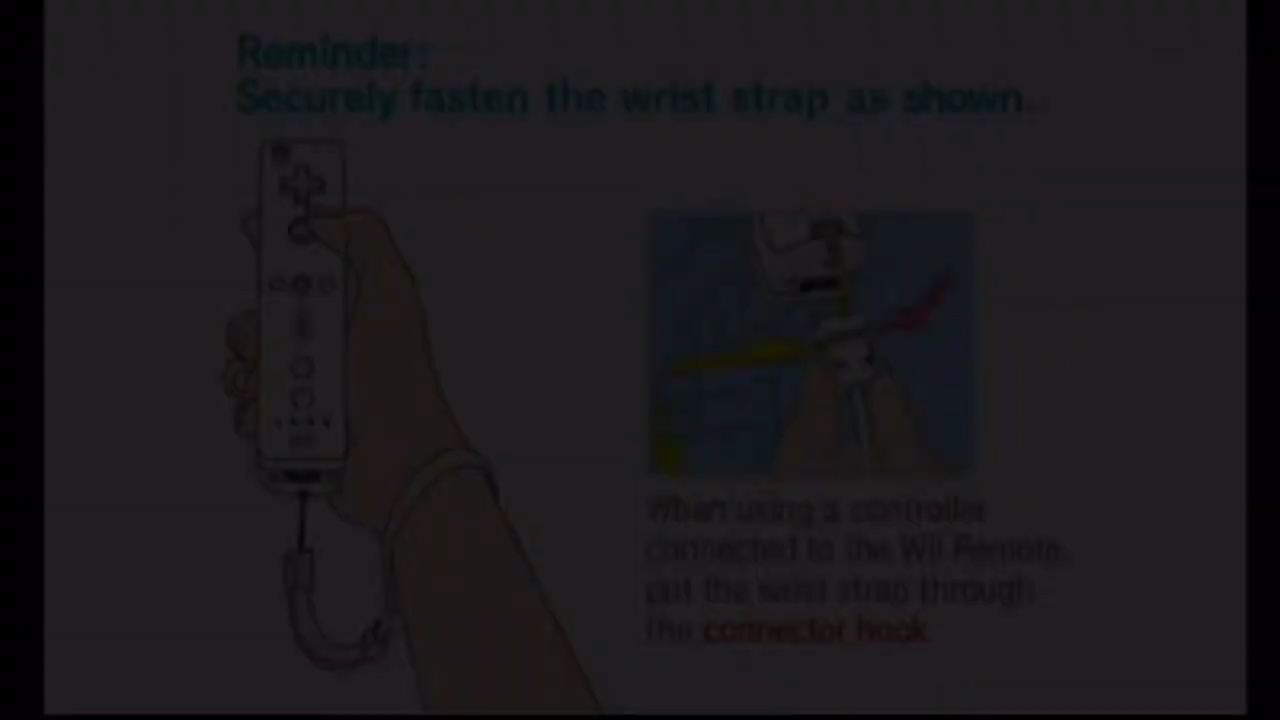 Reminder:
Securely fasten the wrist strap as shown.
When using a controller
connected to the Wii Remote,
put the wrist strap through
the connector hook